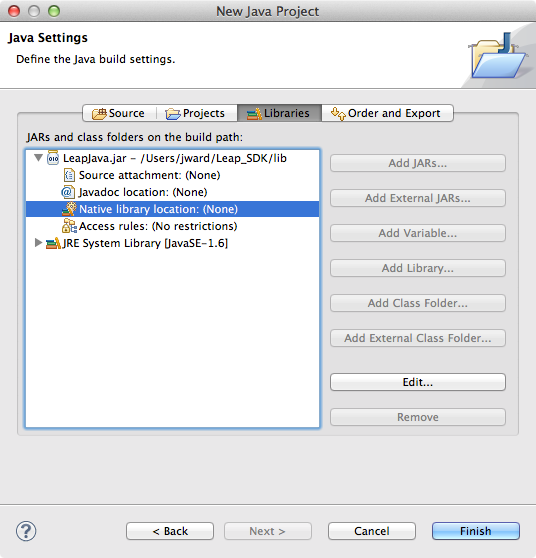 New Java Project
Java Settings
Define the Java build settings.
Source
Projects
Libraries
Order and Export
JARs and class folders on the build path:
LeapJava.jar – /Users/jward/Leap_SDK/lib
Source attachment: (None)
Javadoc location: (None)
Native library location: (None)
Access rules: (No restrictions)
JRE System Library [JavaSE-1.6]
Add JARs...
Add External JARs...
Add Variable...
Add Library...
Add Class Folder...
Add External Class Folder...
Edit...
Remove
?
< Back
Next >
Cancel
Finish